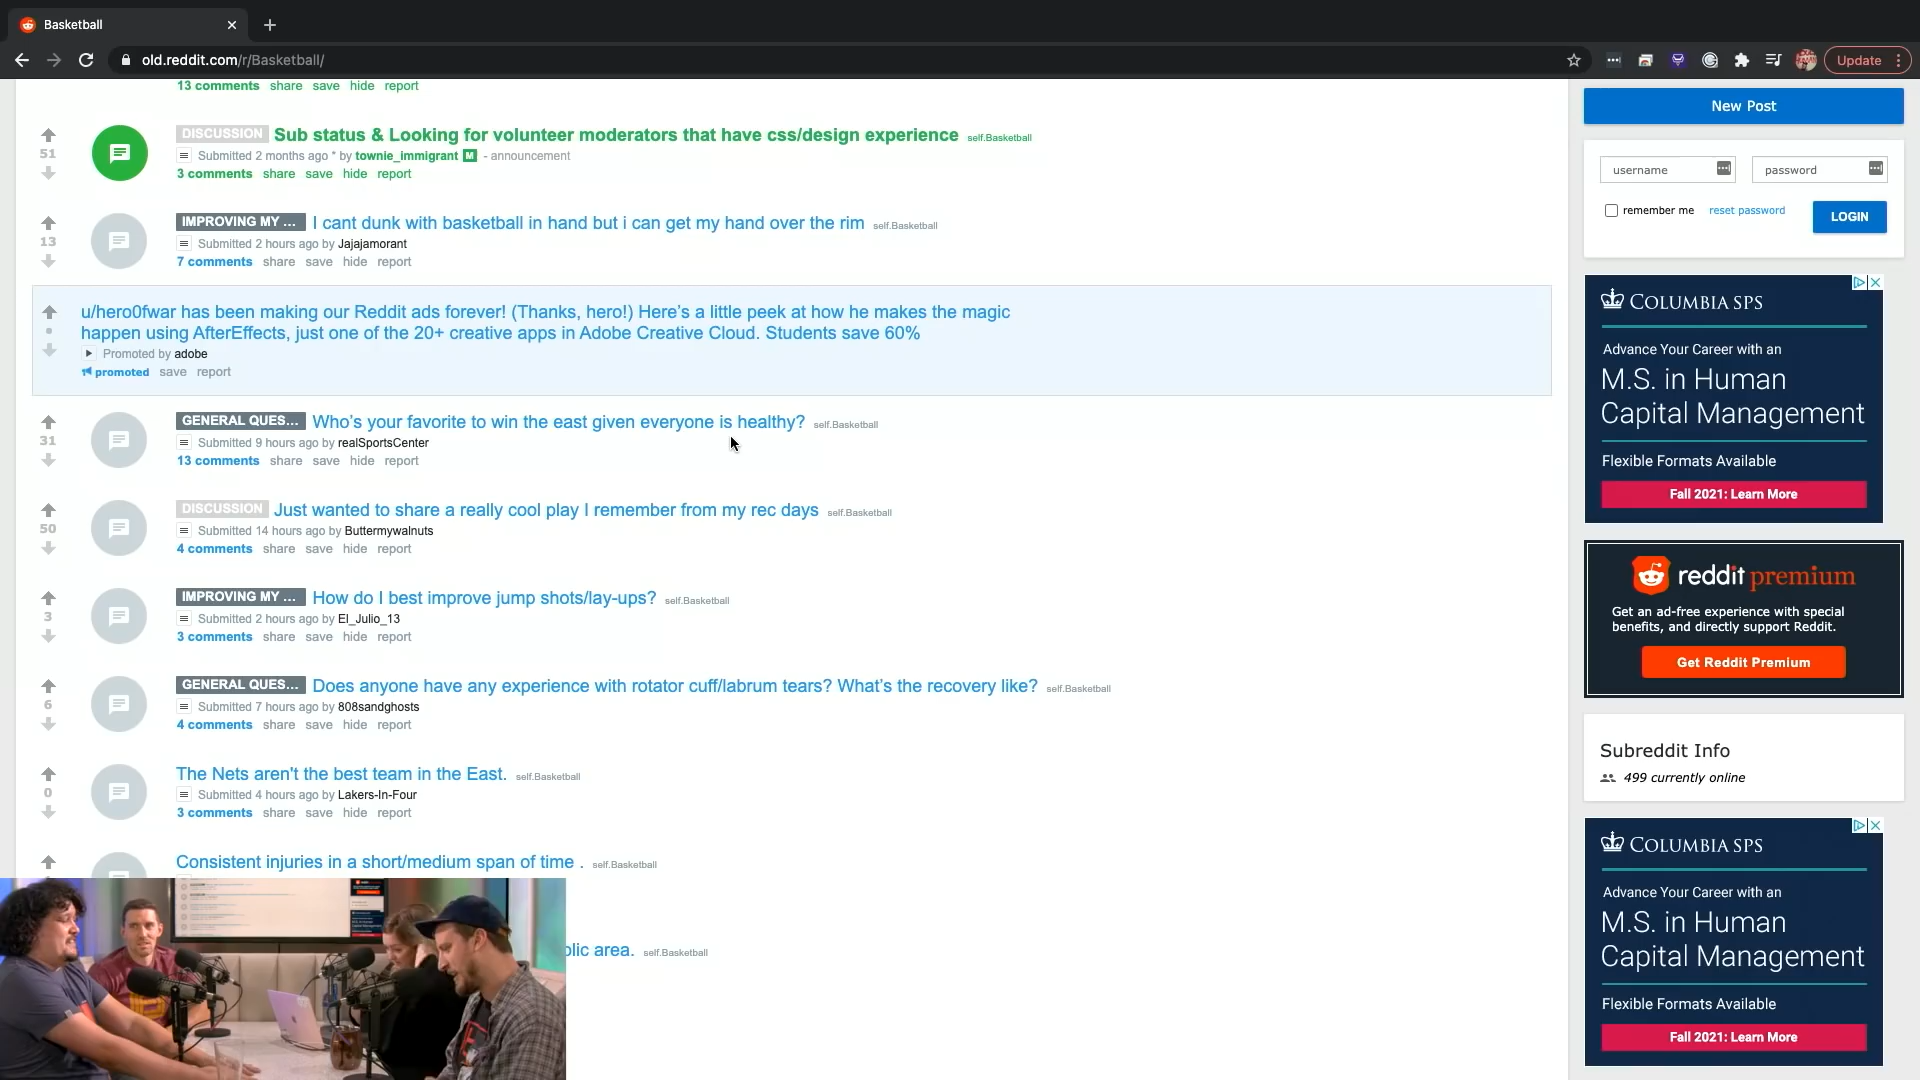 Basketball
old.reddit.com/r/Basketball/
Update
13 comments share save hide report
51
DISCUSSION Sub status & Looking for volunteer moderators that have css/design experience self.Basketball
Submitted 2 months ago * by townie_immigrant M - announcement
3 comments share save hide report
13
IMPROVING MY ... I cant dunk with basketball in hand but i can get my hand over the rim self.Basketball
Submitted 2 hours ago by Jajajamorant
7 comments share save hide report
u/hero0fwar has been making our Reddit ads forever! (Thanks, hero!) Here's a little peek at how he makes the magic
happen using AfterEffects, just one of the 20+ creative apps in Adobe Creative Cloud. Students save 60%
Promoted by adobe
promoted save report
31
GENERAL QUES... Who's your favorite to win the east given everyone is healthy? self.Basketball
Submitted 9 hours ago by realSportsCenter
13 comments share save hide report
50
DISCUSSION Just wanted to share a really cool play I remember from my rec days self.Basketball
Submitted 14 hours ago by Buttermywalnuts
4 comments share save hide report
3
IMPROVING MY ... How do I best improve jump shots/lay-ups? self.Basketball
Submitted 2 hours ago by El_Julio_13
3 comments share save hide report
6
GENERAL QUES... Does anyone have any experience with rotator cuff/labrum tears? What's the recovery like? self.Basketball
Submitted 7 hours ago by 808sandghosts
4 comments share save hide report
0
The Nets aren't the best team in the East. self.Basketball
Submitted 4 hours ago by Lakers-In-Four
3 comments share save hide report
Consistent injuries in a short/medium span of time . self.Basketball
area. self.Basketball
New Post
username
password
remember me reset password
LOGIN
COLUMBIA SPS
Advance Your Career with an
M.S. in Human
Capital Management
Flexible Formats Available
Fall 2021: Learn More
reddit premium
Get an ad-free experience with special
benefits, and directly support Reddit.
Get Reddit Premium
Subreddit Info
499 currently online
COLUMBIA SPS
Advance Your Career with an
M.S. in Human
Capital Management
Flexible Formats Available
Fall 2021: Learn More